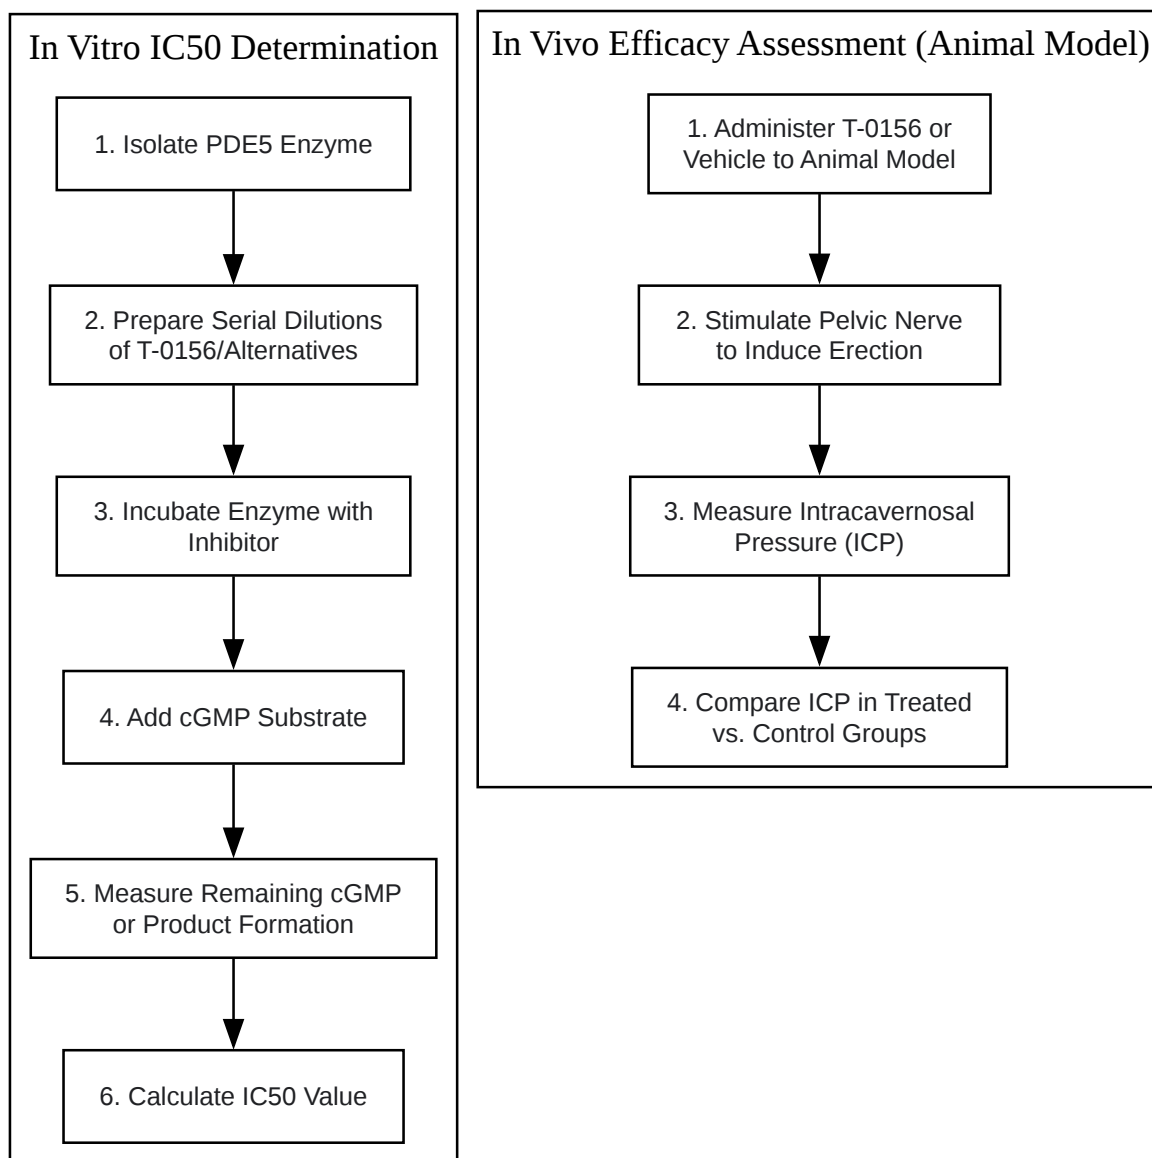 In Vitro IC50 Determination
1. Isolate PDE5 Enzyme
2. Prepare Serial Dilutions
of T-0156/Alternatives
3. Incubate Enzyme with
Inhibitor
4. Add cGMP Substrate
5. Measure Remaining cGMP
or Product Formation
6. Calculate IC50 Value
In Vivo Efficacy Assessment (Animal Model)
1. Administer T-0156 or
Vehicle to Animal Model
2. Stimulate Pelvic Nerve
to Induce Erection
3. Measure Intracavernosal
Pressure (ICP)
4. Compare ICP in Treated
vs. Control Groups